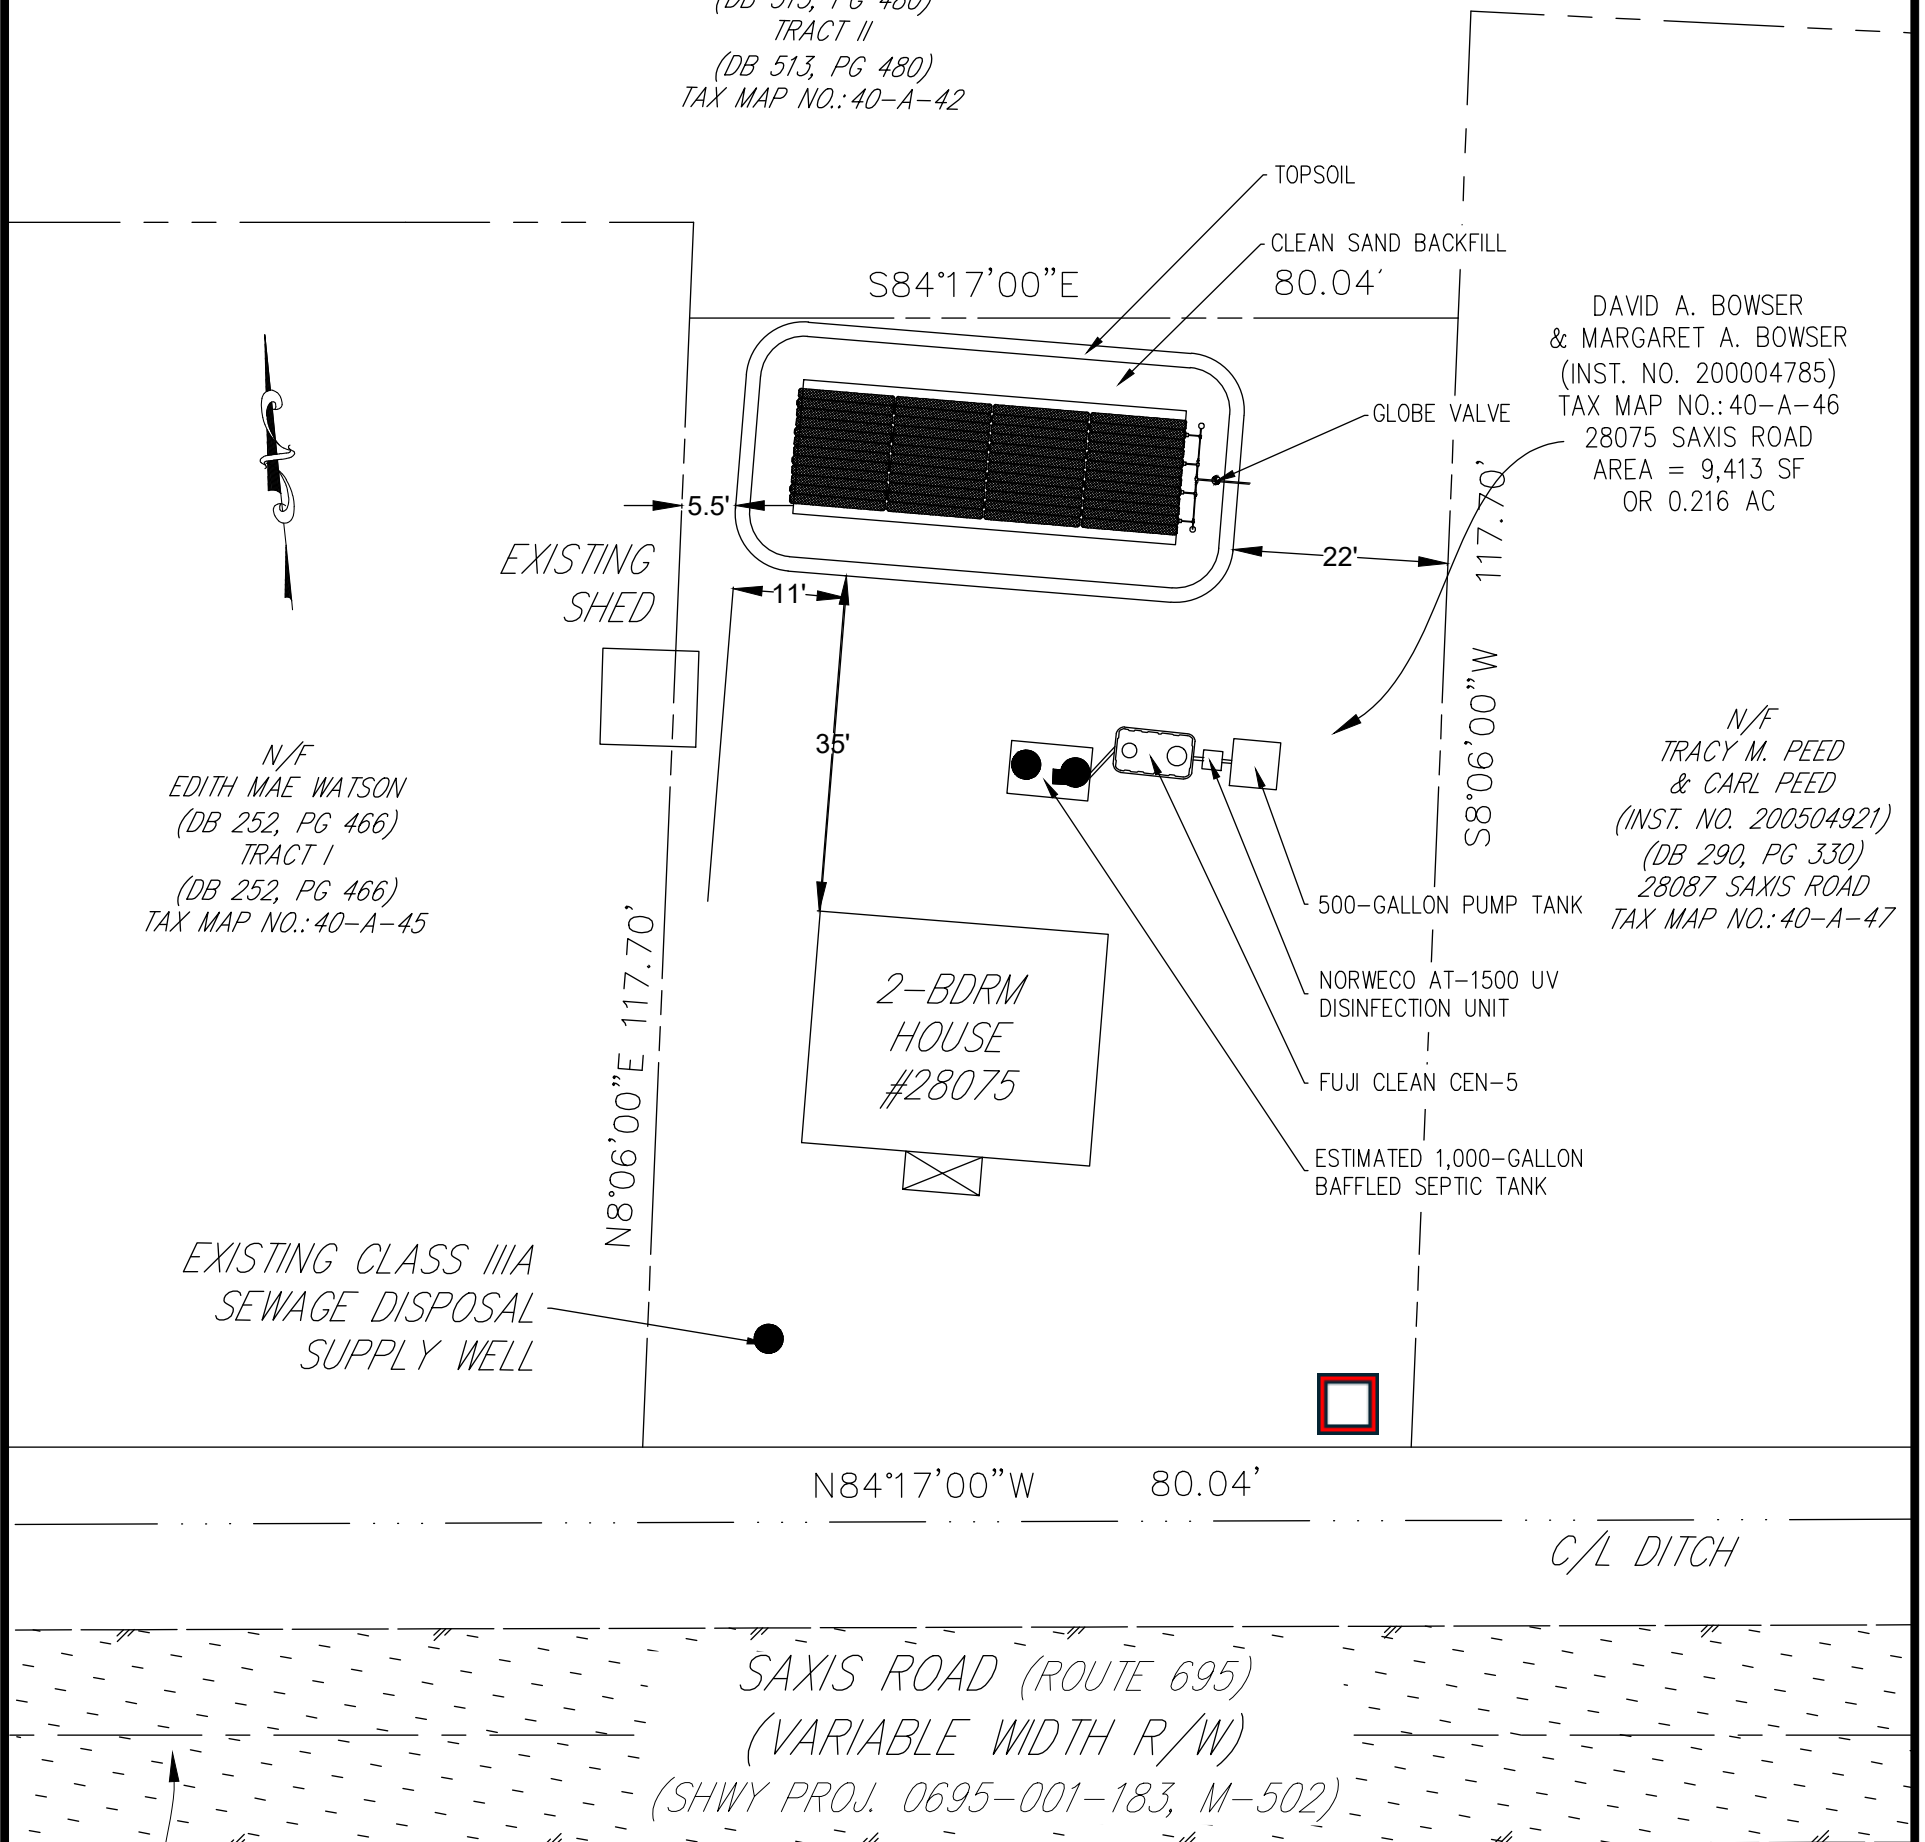 (DB 513, PG 480)
TRACT II
(DB 513, PG 480)
TAX MAP NO.: 40-A-42
TOPSOIL
CLEAN SAND BACKFILL
S84°17'00"E 80.04'
DAVID A. BOWSER
& MARGARET A. BOWSER
(INST. NO. 200004785)
TAX MAP NO.: 40-A-46
28075 SAXIS ROAD
AREA = 9,413 SF
OR 0.216 AC
GLOBE VALVE
5.5'
EXISTING
SHED
22'
11'
35'
S8°06'00"W 117.70'
N/F
EDITH MAE WATSON
(DB 252, PG 466)
TRACT I
(DB 252, PG 466)
TAX MAP NO.: 40-A-45
N/F
TRACY M. PEED
& CARL PEED
(INST. NO. 200504921)
(DB 290, PG 330)
28087 SAXIS ROAD
TAX MAP NO.: 40-A-47
500-GALLON PUMP TANK
NORWECO AT-1500 UV
DISINFECTION UNIT
FUJI CLEAN CEN-5
ESTIMATED 1,000-GALLON
BAFFLED SEPTIC TANK
2-BDRM
HOUSE
#28075
N8°06'00"E 117.70'
EXISTING CLASS IIIA
SEWAGE DISPOSAL
SUPPLY WELL
N84°17'00"W 80.04'
C/L DITCH
SAXIS ROAD (ROUTE 695)
(VARIABLE WIDTH R/W)
(SHWY PROJ. 0695-001-183, M-502)